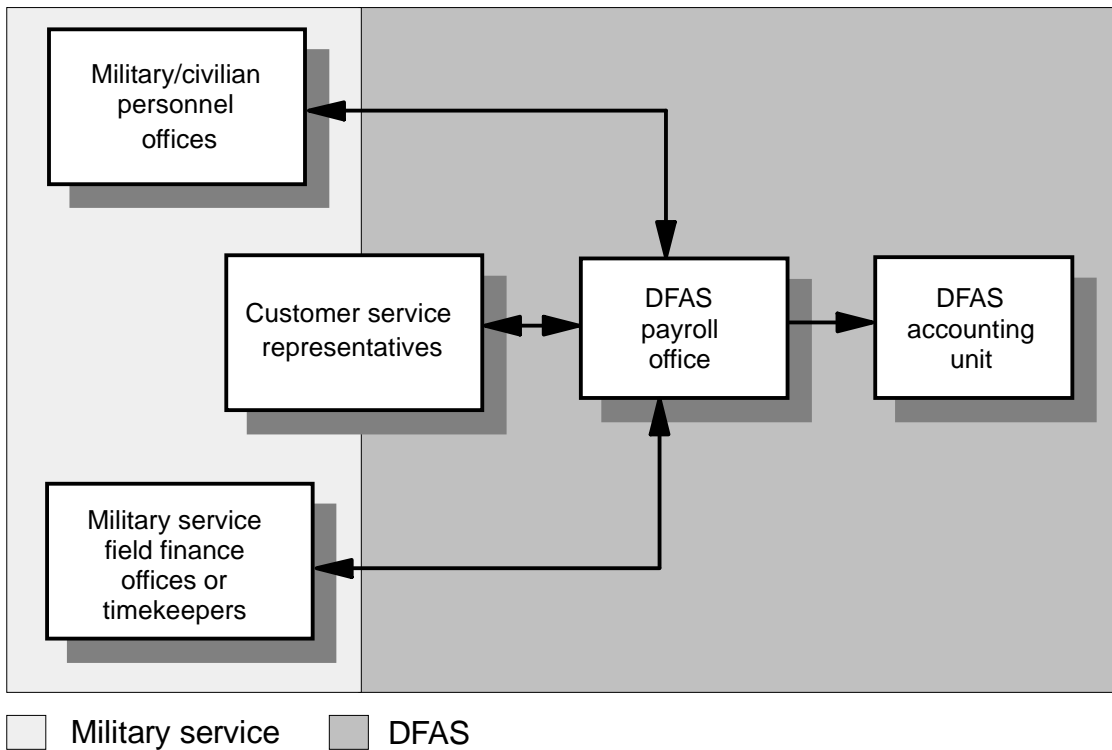 Military/civilian
personnel
offices
Customer service
representatives
DFAS
payroll
office
DFAS
accounting
unit
Military service
field finance
offices or
timekeepers
Military service
DFAS